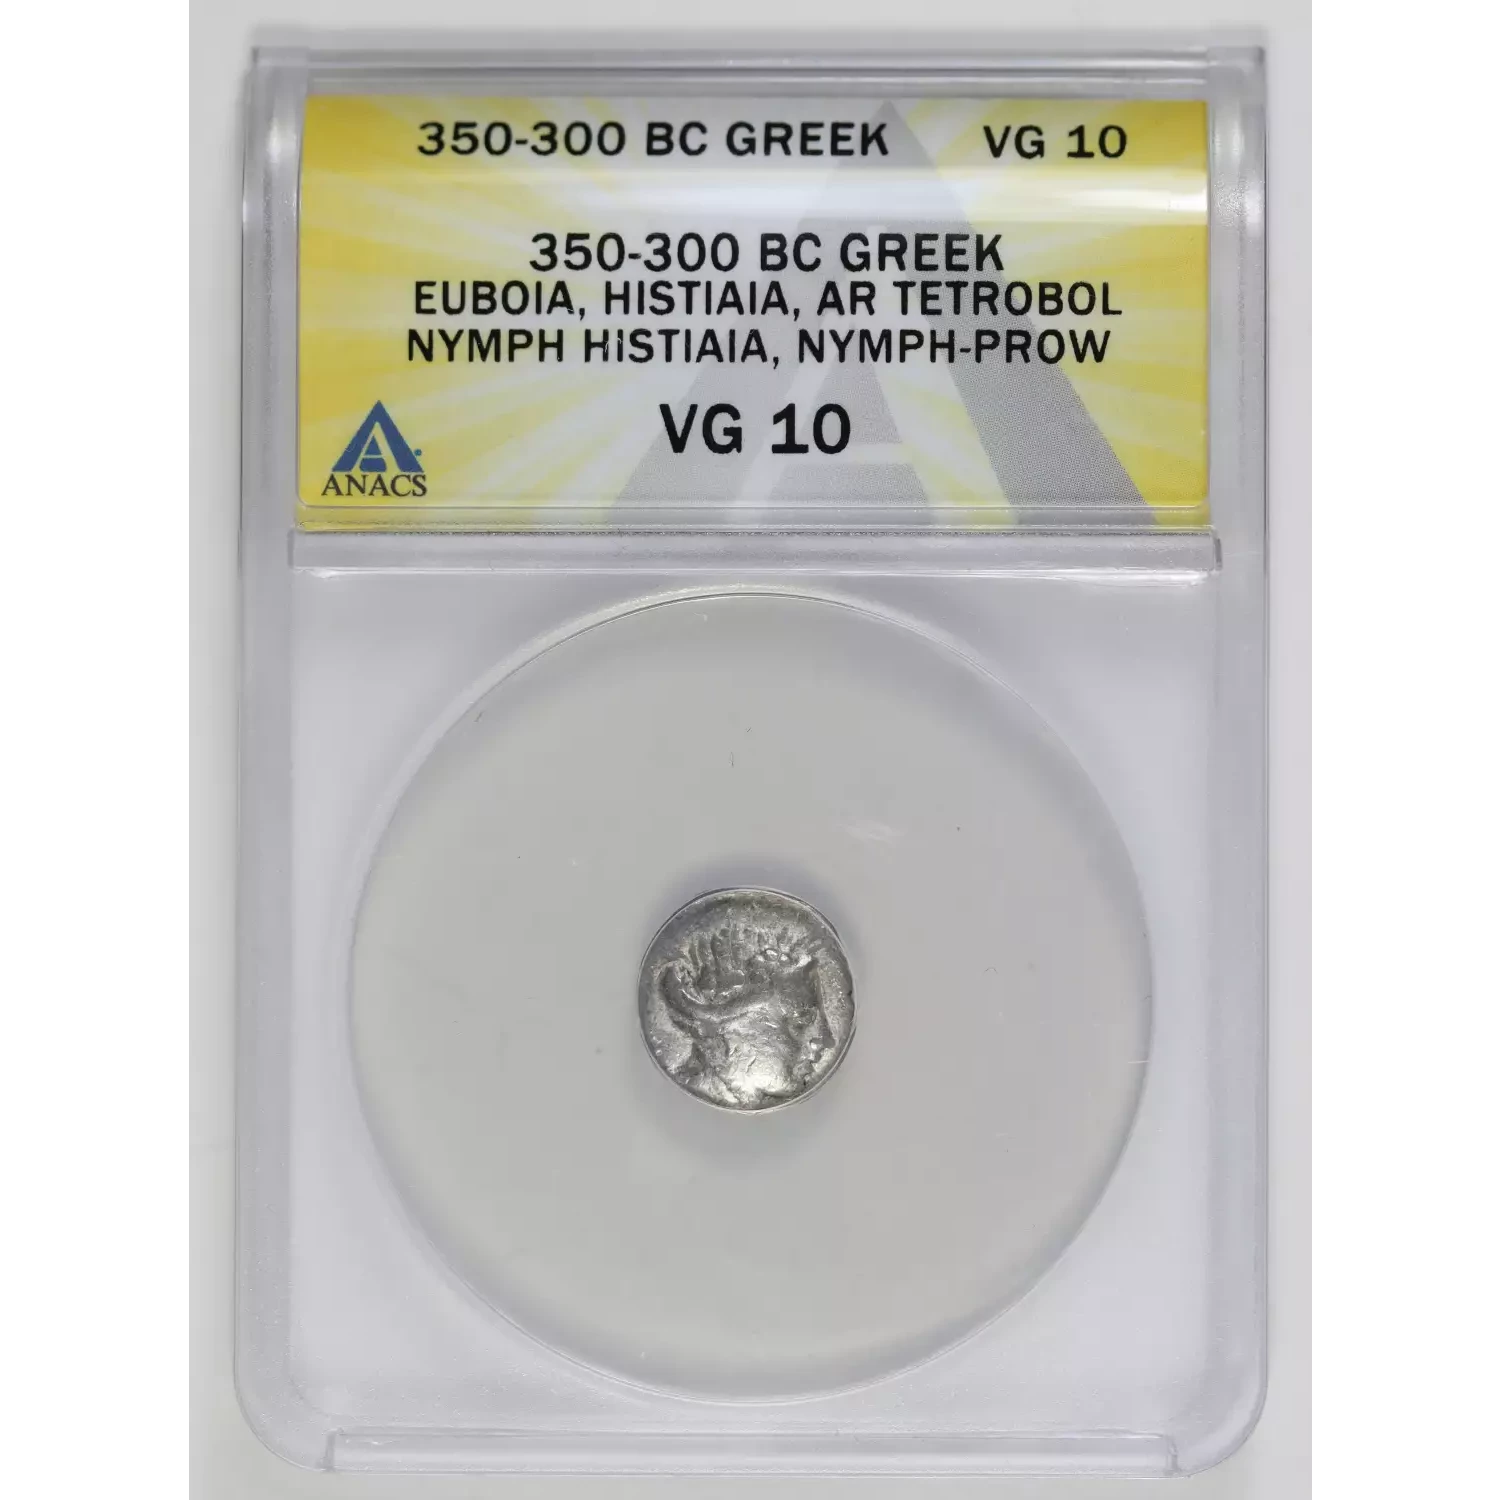 350-300 BC GREEK VG 10
350-300 BC GREEK
EUBOIA, HISTIAIA, AR TETROBOL
NYMPH HISTIAIA, NYMPH-PROW
VG 10
ANACS